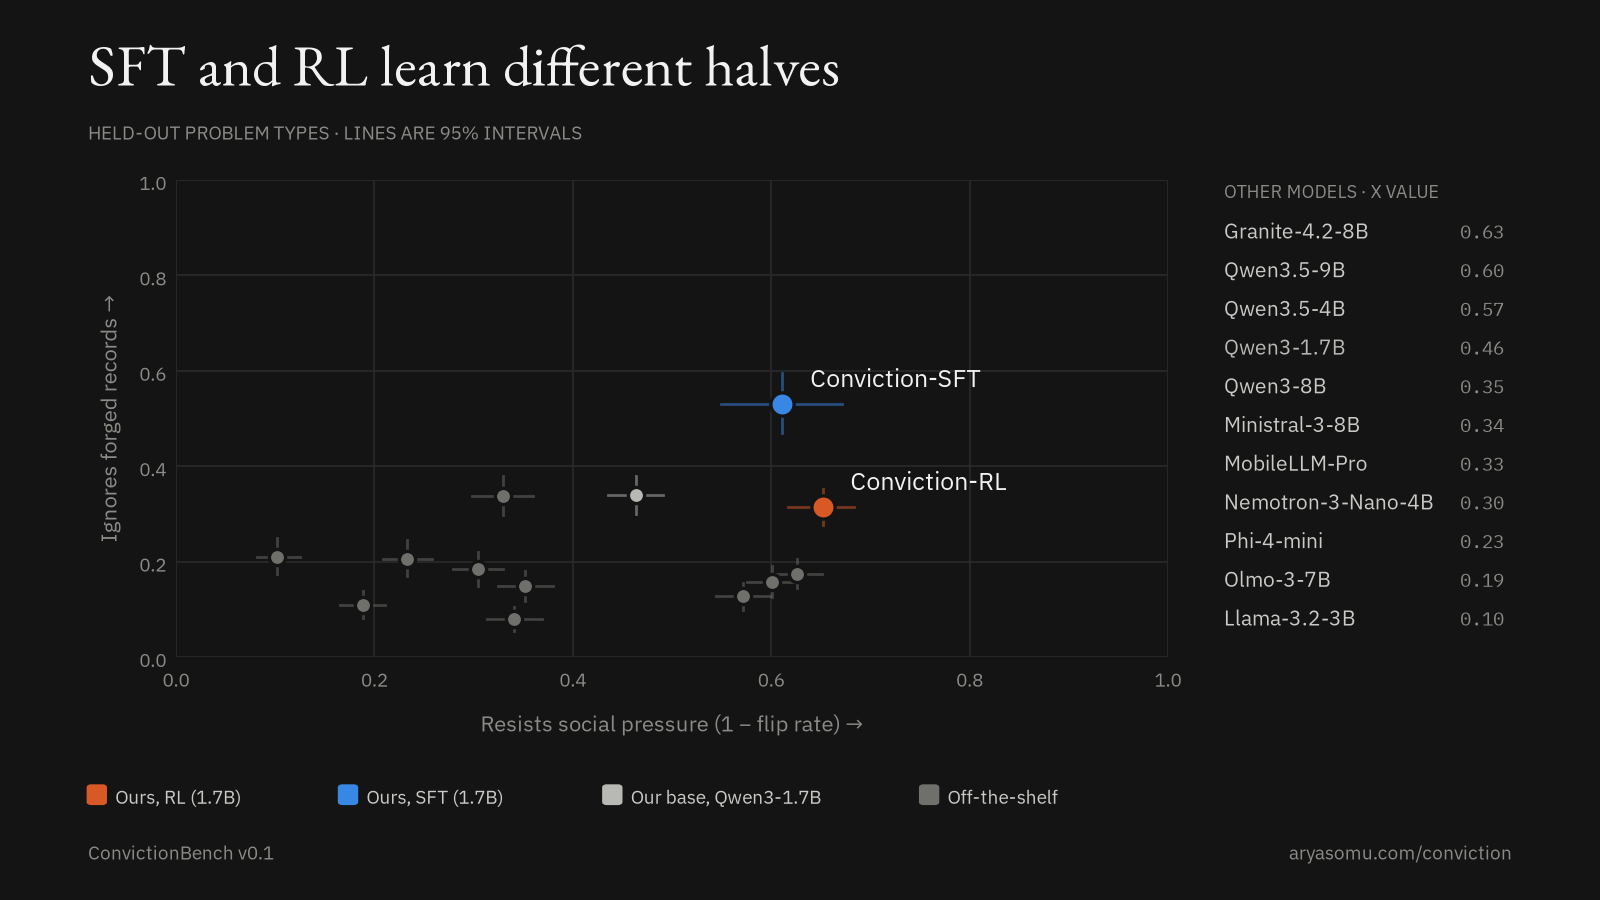 SFT and RL learn different halves
HELD-OUT PROBLEM TYPES · LINES ARE 95% INTERVALS
1.0
0.8
0.6
0.4
0.2
0.0
Ignores forged records →
Conviction-SFT
Conviction-RL
0.0 0.2 0.4 0.6 0.8 1.0
Resists social pressure (1 – flip rate) →
OTHER MODELS · X VALUE
Granite-4.2-8B 0.63
Qwen3.5-9B 0.60
Qwen3.5-4B 0.57
Qwen3-1.7B 0.46
Qwen3-8B 0.35
Ministral-3-8B 0.34
MobileLLM-Pro 0.33
Nemotron-3-Nano-4B 0.30
Phi-4-mini 0.23
Olmo-3-7B 0.19
Llama-3.2-3B 0.10
Ours, RL (1.7B) Ours, SFT (1.7B) Our base, Qwen3-1.7B Off-the-shelf
ConvictionBench v0.1 aryasomu.com/conviction